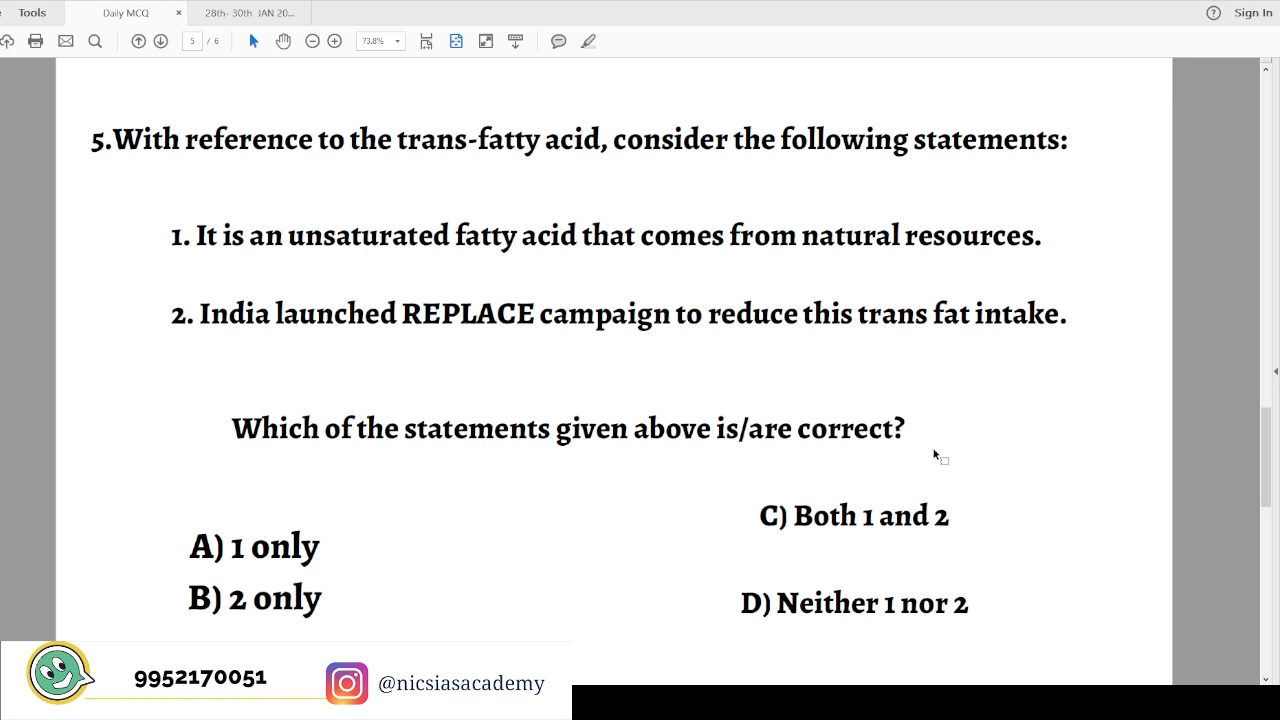 Tools
Daily MCQ
28th- 30th JAN 20...
Sign In
5 / 6
73.8%
5.With reference to the trans-fatty acid, consider the following statements:
1. It is an unsaturated fatty acid that comes from natural resources.
2. India launched REPLACE campaign to reduce this trans fat intake.
Which of the statements given above is/are correct?
C) Both 1 and 2
A) 1 only
B) 2 only
D) Neither 1 nor 2
9952170051
@nicsiasacademy